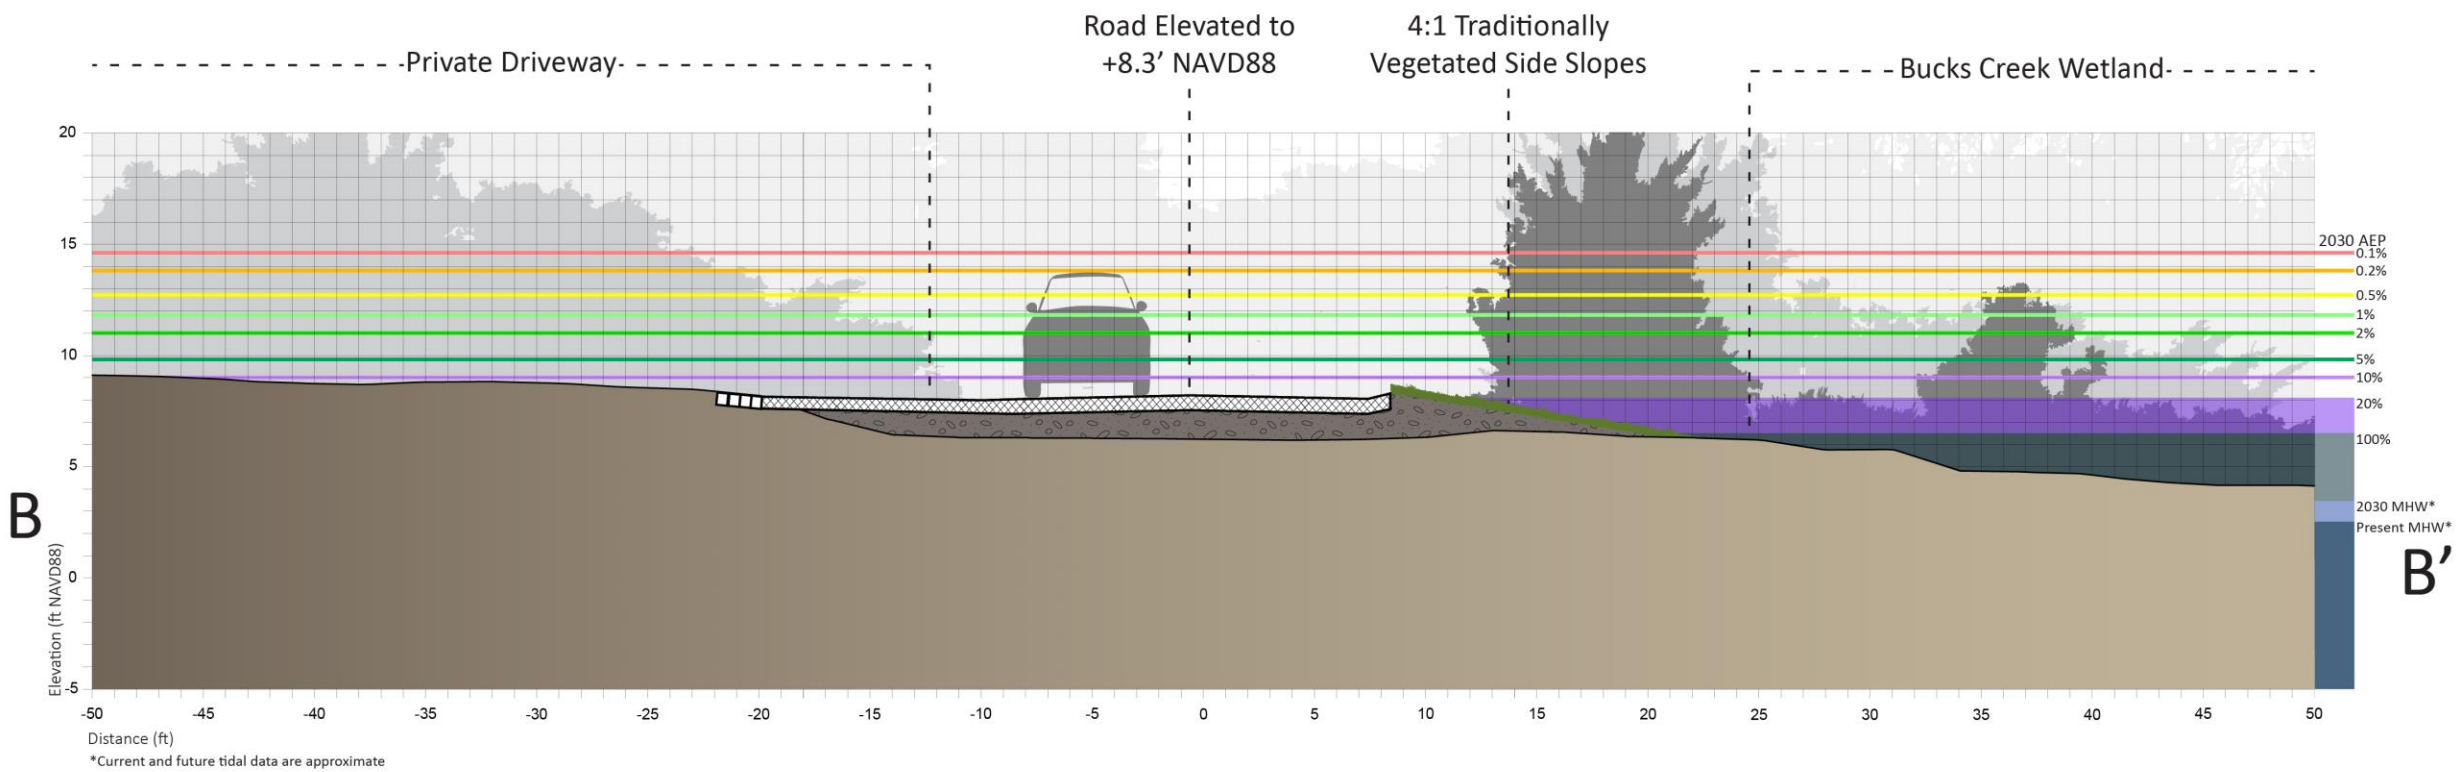 Road Elevated to
+8.3' NAVD88
4:1 Traditionally
Vegetated Side Slopes
Private Driveway
Bucks Creek Wetland
20
15
10
5
0
-5
Elevation (ft NAVD88)
B
2030 AEP
0.1%
0.2%
0.5%
1%
2%
5%
10%
20%
100%
2030 MHW*
Present MHW*
B'
-50 -45 -40 -35 -30 -25 -20 -15 -10 -5 0 5 10 15 20 25 30 35 40 45 50
Distance (ft)
*Current and future tidal data are approximate